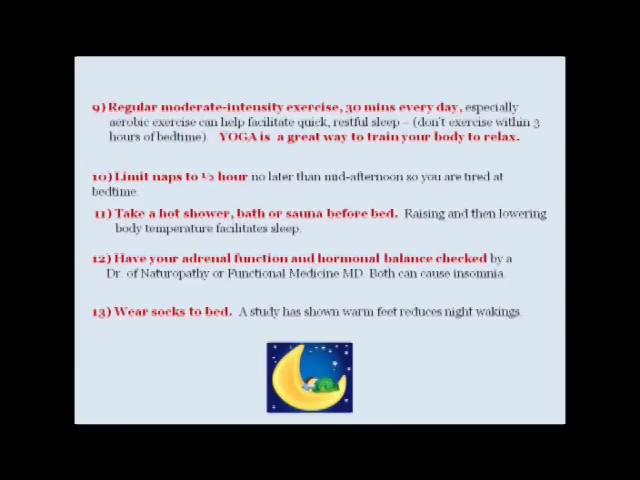 9) Regular moderate-intensity exercise, 30 mins every day, especially
aerobic exercise can help facilitate quick, restful sleep – (don't exercise within 3
hours of bedtime). YOGA is a great way to train your body to relax.
10) Limit naps to ½ hour no later than mid-afternoon so you are tired at
bedtime.
11) Take a hot shower, bath or sauna before bed. Raising and then lowering
body temperature facilitates sleep.
12) Have your adrenal function and hormonal balance checked by a
Dr. of Naturopathy or Functional Medicine MD. Both can cause insomnia.
13) Wear socks to bed. A study has shown warm feet reduces night wakings.